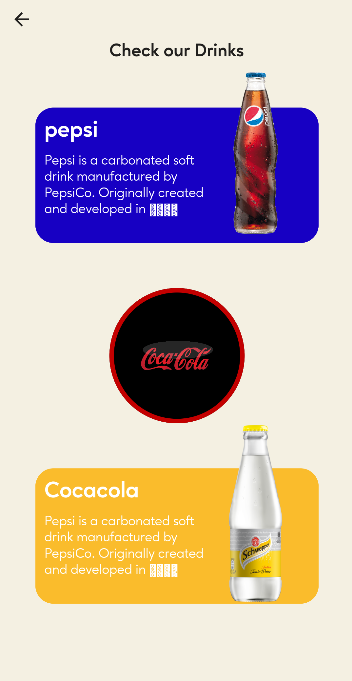 Check our Drinks
pepsi
Pepsi is a carbonated soft
drink manufactured by
PepsiCo. Originally created
and developed in
Coca-Cola
Cocacola
Pepsi is a carbonated soft
drink manufactured by
PepsiCo. Originally created
and developed in
Schweppes